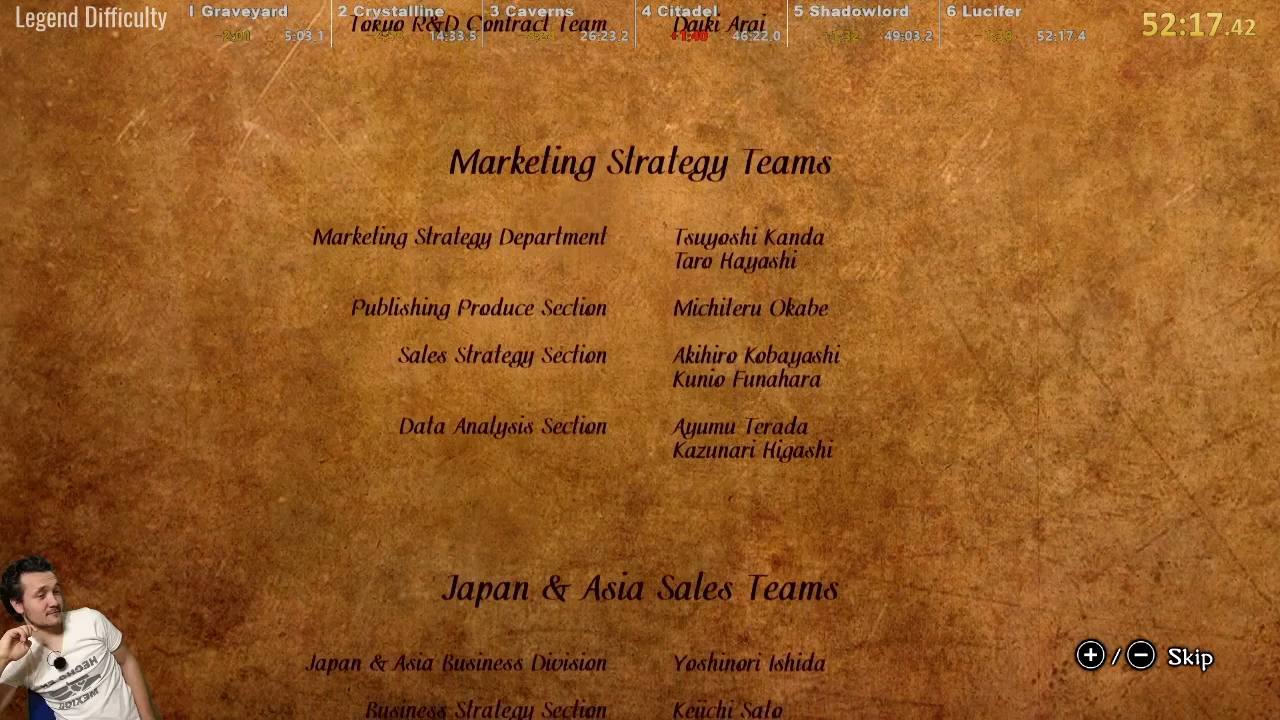 Legend Difficulty
1 Graveyard 2 Crystalline 3 Caverns 4 Citadel 5 Shadowlord 6 Lucifer
52:17.42
5:03.1 14:33.5 26:23.2 +1:40 46:22.0 49:03.2 52:17.4
Tokyo R&D Contract Team Daiki Arai
Marketing Strategy Teams
Marketing Strategy Department Tsuyoshi Kanda
Taro Hayashi
Publishing Produce Section Michiteru Okabe
Sales Strategy Section Akihiro Kobayashi
Kunio Funahara
Data Analysis Section Ayumu Terada
Kazunari Higashi
Japan & Asia Sales Teams
Japan & Asia Business Division Yoshinori Ishida
+ / - Skip
Business Strategy Section Keiichi Sato
HECHO EN
MEXICO